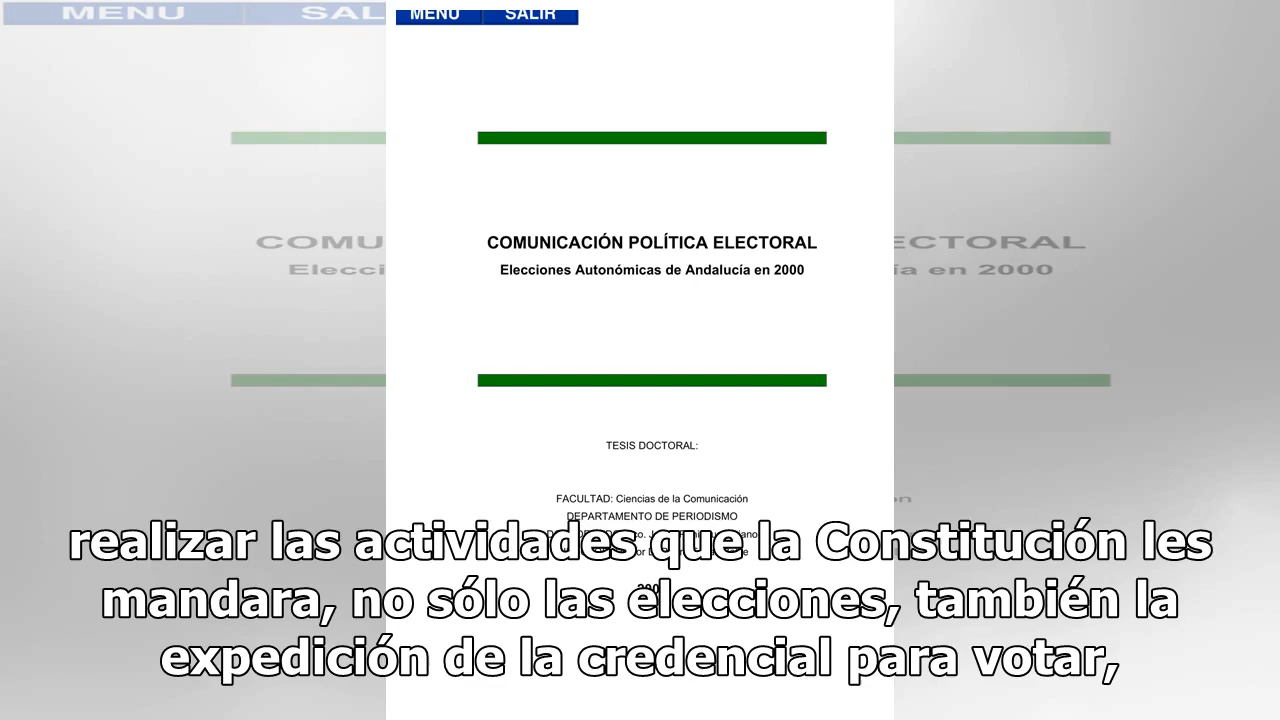 MENU SALIR
COMUNICACIÓN POLÍTICA ELECTORAL
Elecciones Autonómicas de Andalucía en 2000
TESIS DOCTORAL:
FACULTAD: Ciencias de la Comunicación
DEPARTAMENTO DE PERIODISMO
realizar las actividades que la Constitución les
mandara, no sólo las elecciones, también la
expedición de la credencial para votar,